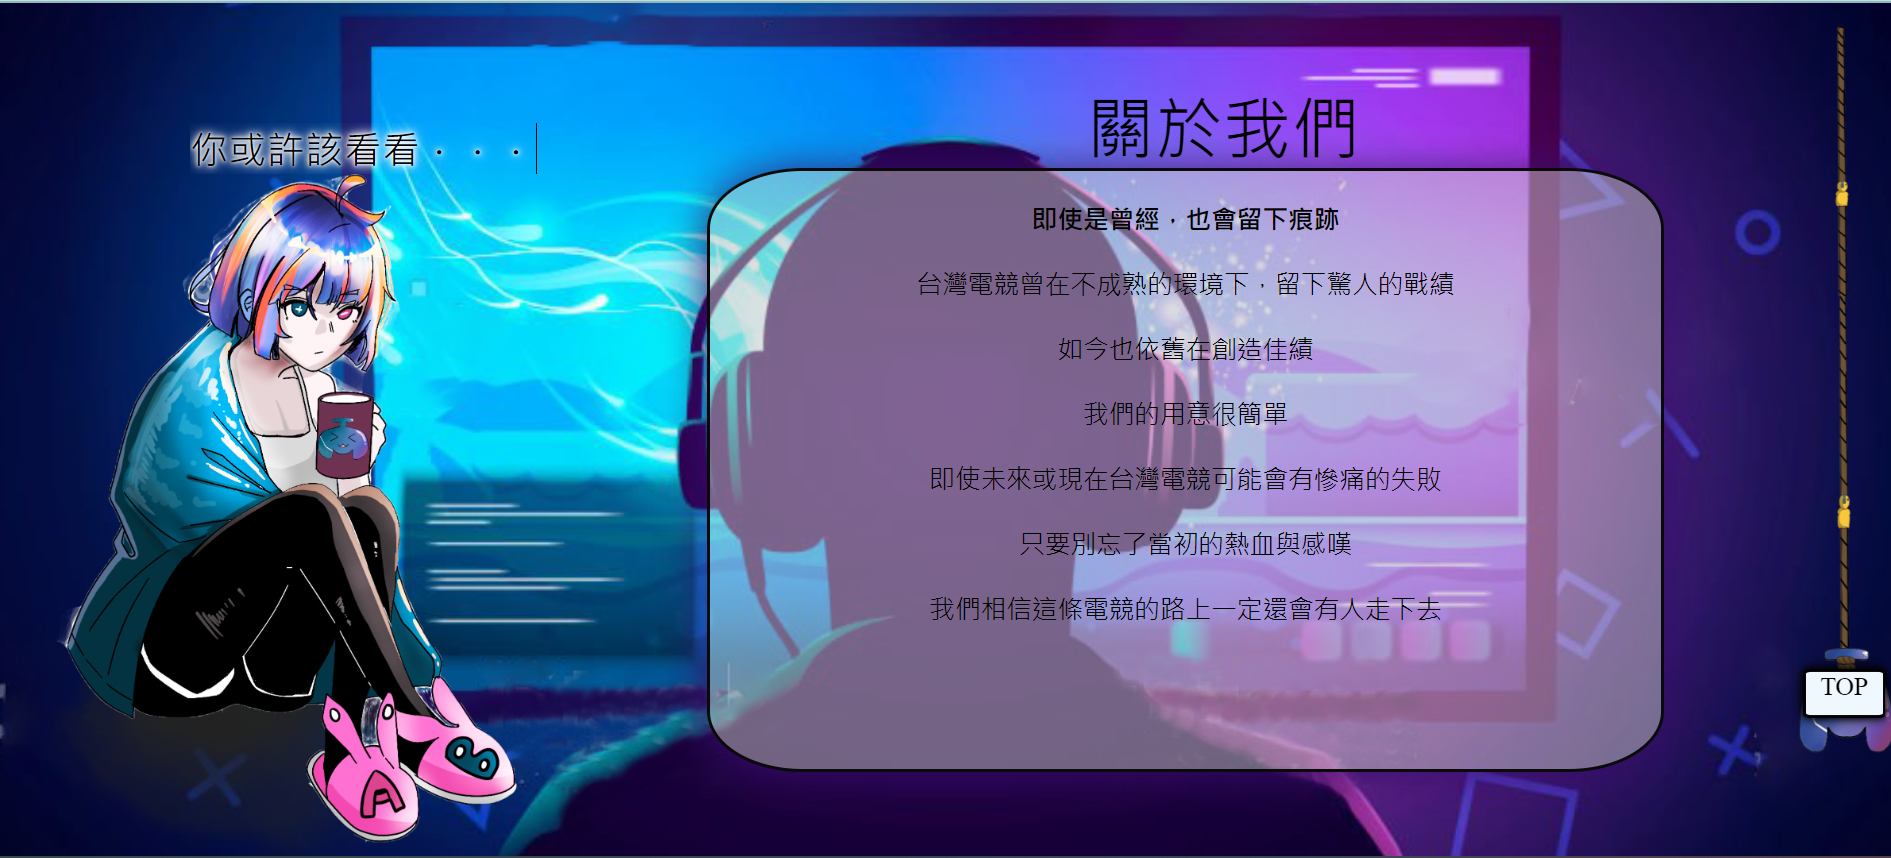 你或許該看看．．．
關於我們
即使是曾經，也會留下痕跡
台灣電競曾在不成熟的環境下，留下驚人的戰績
如今也依舊在創造佳績
我們的用意很簡單
即使未來或現在台灣電競可能會有慘痛的失敗
只要別忘了當初的熱血與感嘆
我們相信這條電競的路上一定還會有人走下去
TOP
A B